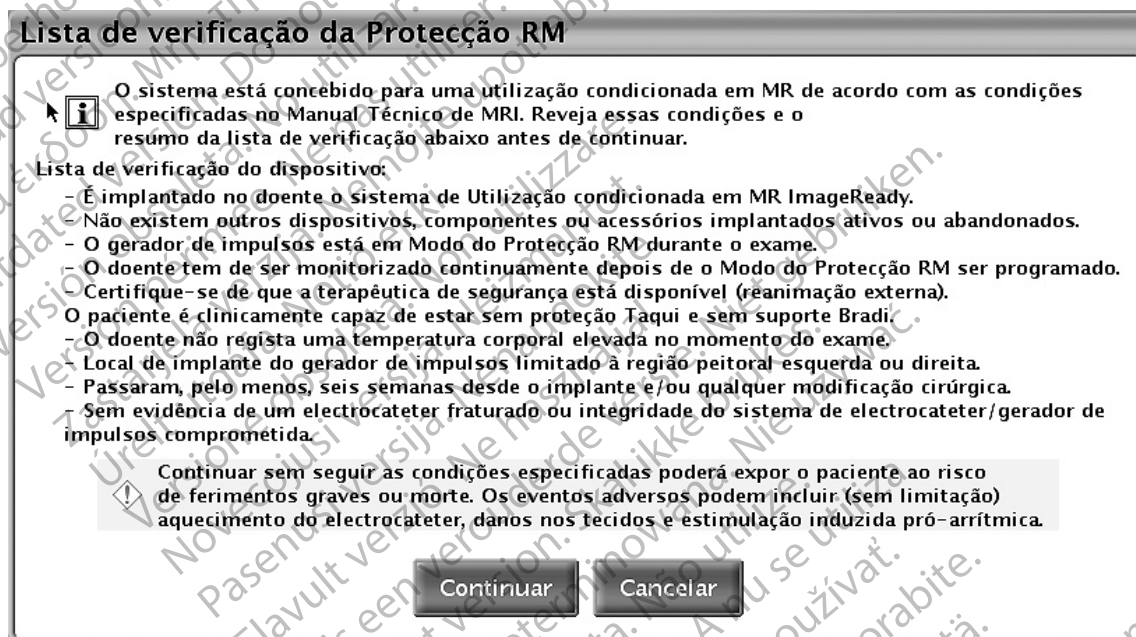 Lista de verificação da Protecção RM
O sistema está concebido para uma utilização condicionada em MR de acordo com as condições
especificadas no Manual Técnico de MRI. Reveja essas condições e o
resumo da lista de verificação abaixo antes de continuar.
Lista de verificação do dispositivo:
- É implantado no doente o sistema de Utilização condicionada em MR ImageReady.
- Não existem outros dispositivos, componentes ou acessórios implantados ativos ou abandonados.
- O gerador de impulsos está em Modo do Protecção RM durante o exame.
- O doente tem de ser monitorizado continuamente depois de o Modo do Protecção RM ser programado.
- Certifique-se de que a terapêutica de segurança está disponível (reanimação externa).
O paciente é clinicamente capaz de estar sem proteção Taqui e sem suporte Bradi.
- O doente não regista uma temperatura corporal elevada no momento do exame.
- Local de implante do gerador de impulsos limitado à região peitoral esquerda ou direita.
- Passaram, pelo menos, seis semanas desde o implante e/ou qualquer modificação cirúrgica.
- Sem evidência de um electrocateter fraturado ou integridade do sistema de electrocateter/gerador de
impulsos comprometida.
Continuar sem seguir as condições especificadas poderá expor o paciente ao risco
de ferimentos graves ou morte. Os eventos adversos podem incluir (sem limitação)
aquecimento do electrocateter, danos nos tecidos e estimulação induzida pró-arrítmica.
Continuar
Cancelar